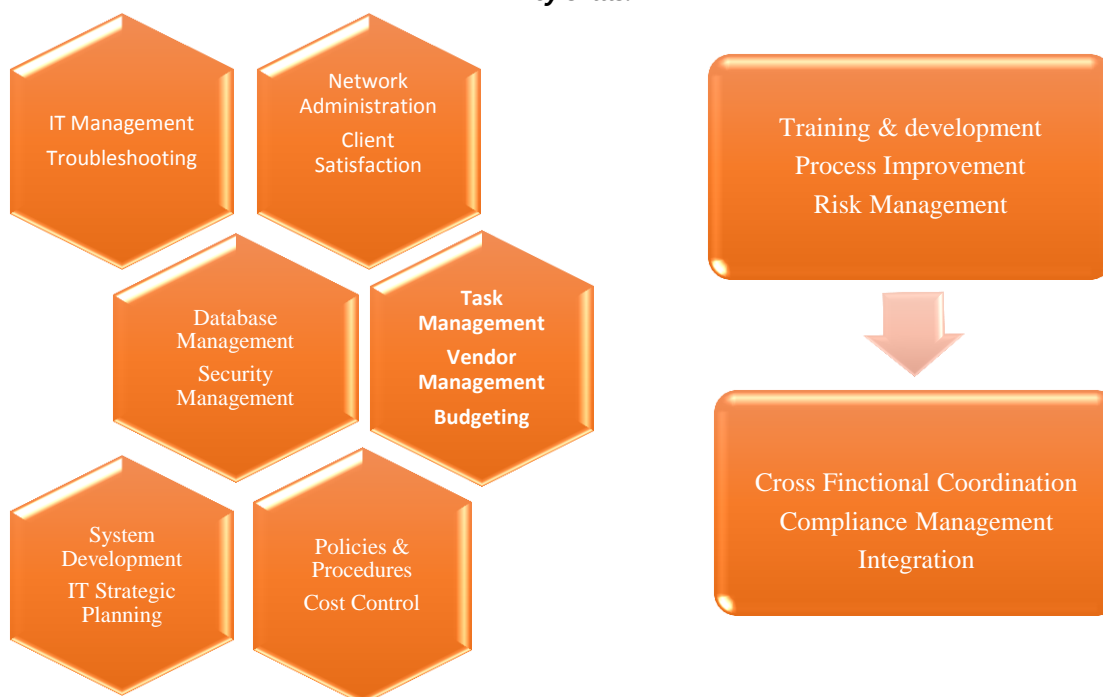 IT Management
Troubleshooting
Network
Administration
Client
Satisfaction
Database
Management
Security
Management
Task
Management
Vendor
Management
Budgeting
System
Development
IT Strategic
Planning
Policies &
Procedures
Cost Control
Training & development
Process Improvement
Risk Management
Cross Finctional Coordination
Compliance Management
Integration